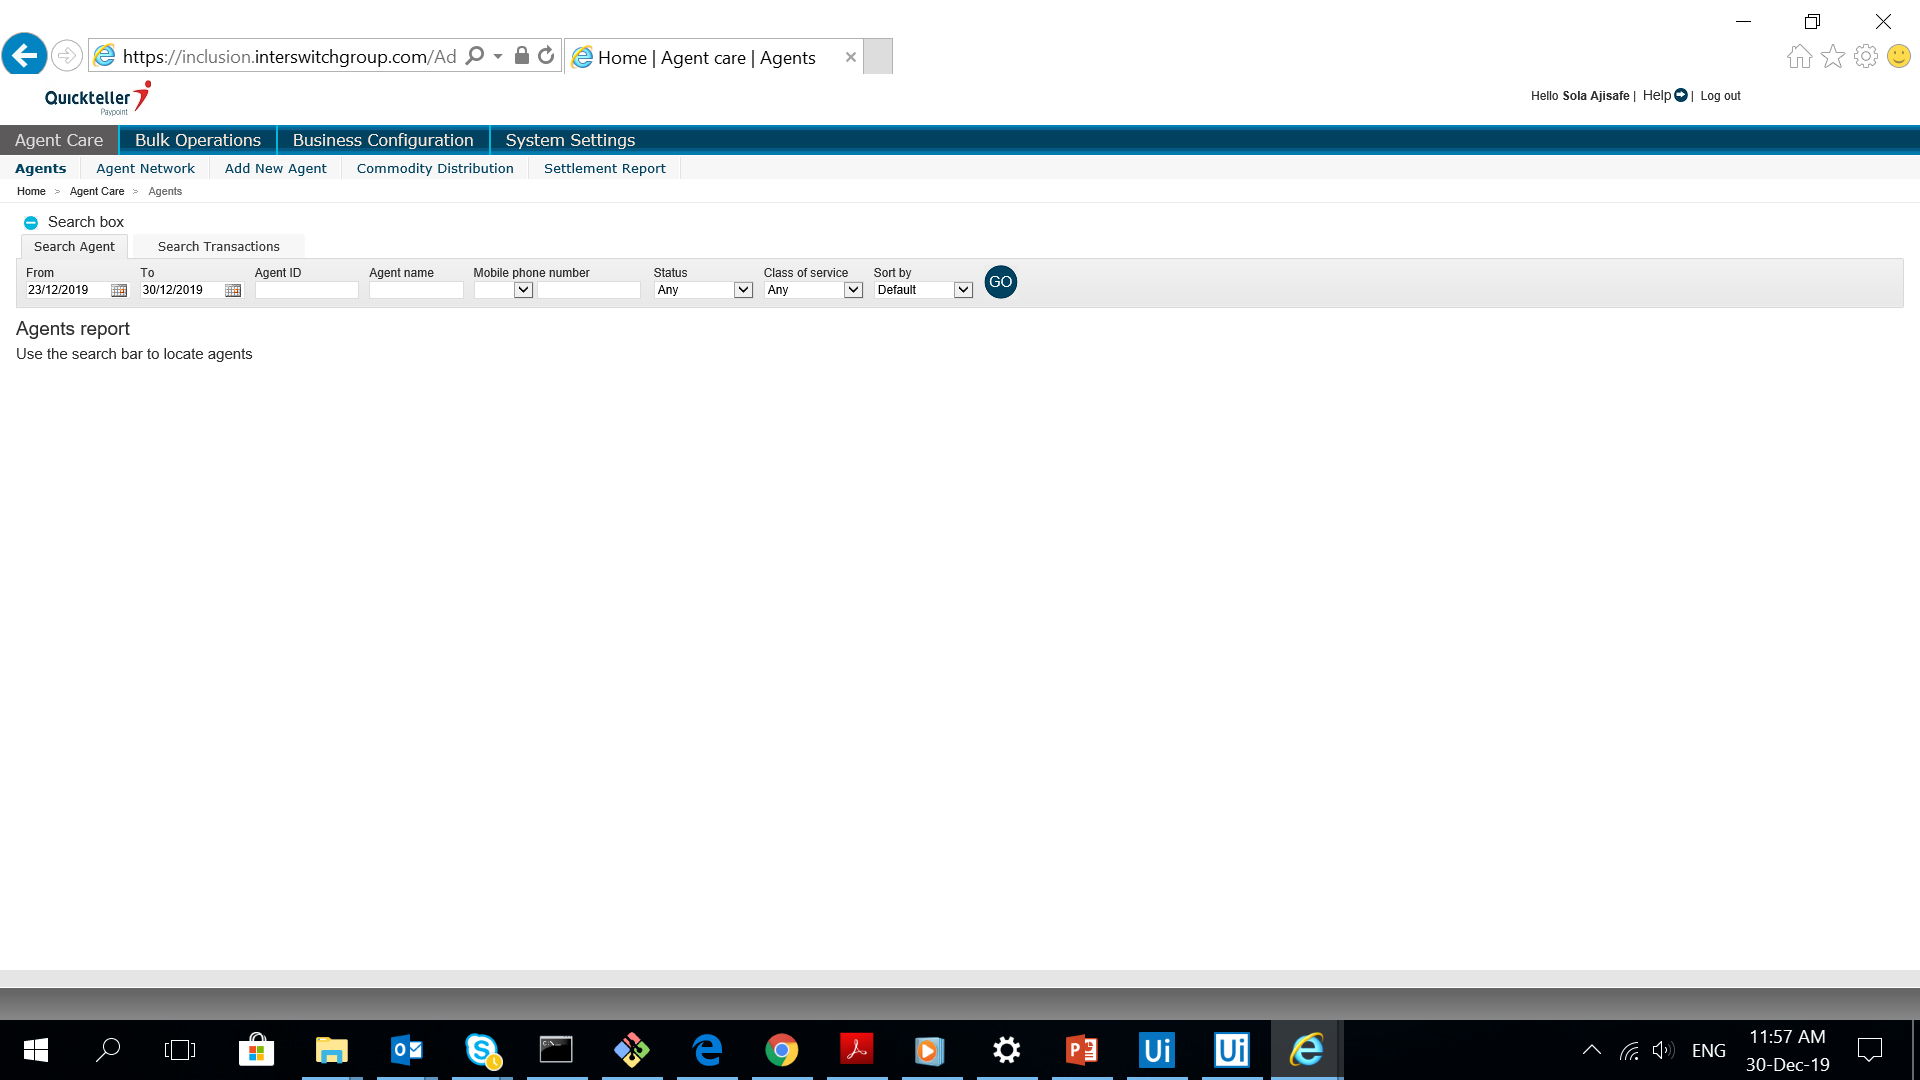 https://inclusion.interswitchgroup.com/Ad
Home | Agent care | Agents
Quickteller
Paypoint
Hello Sola Ajisafe | Help | Log out
Agent Care Bulk Operations Business Configuration System Settings
Agents Agent Network Add New Agent Commodity Distribution Settlement Report
Home > Agent Care > Agents
Search box
Search Agent Search Transactions
From To Agent ID Agent name Mobile phone number Status Class of service Sort by
23/12/2019 30/12/2019 Any Any Default GO
Agents report
Use the search bar to locate agents
ENG
11:57 AM
30-Dec-19